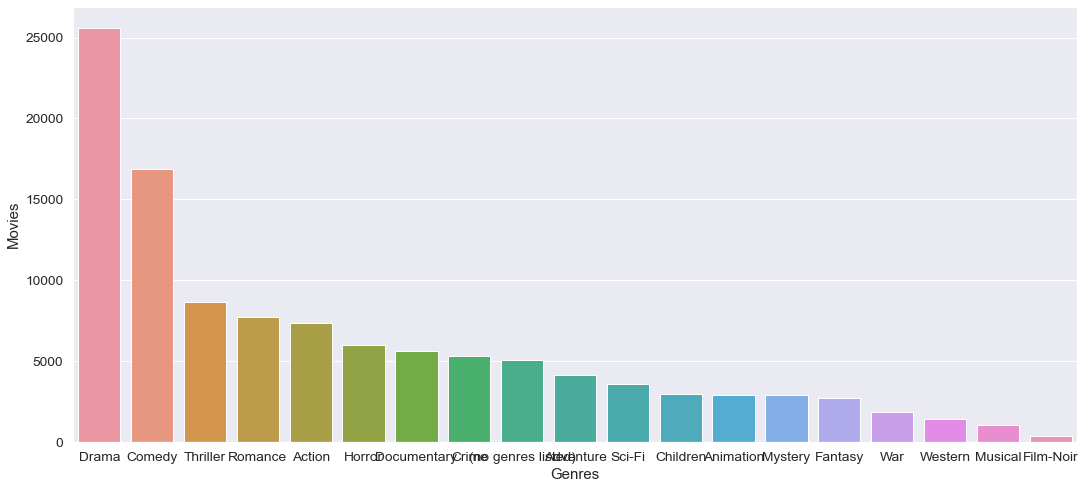 25000
20000
15000
10000
5000
0
Movies
Drama Comedy Thriller Romance Action Horror Documentary Crime (no genres listed) Adventure Sci-Fi Children Animation Mystery Fantasy War Western Musical Film-Noir
Genres